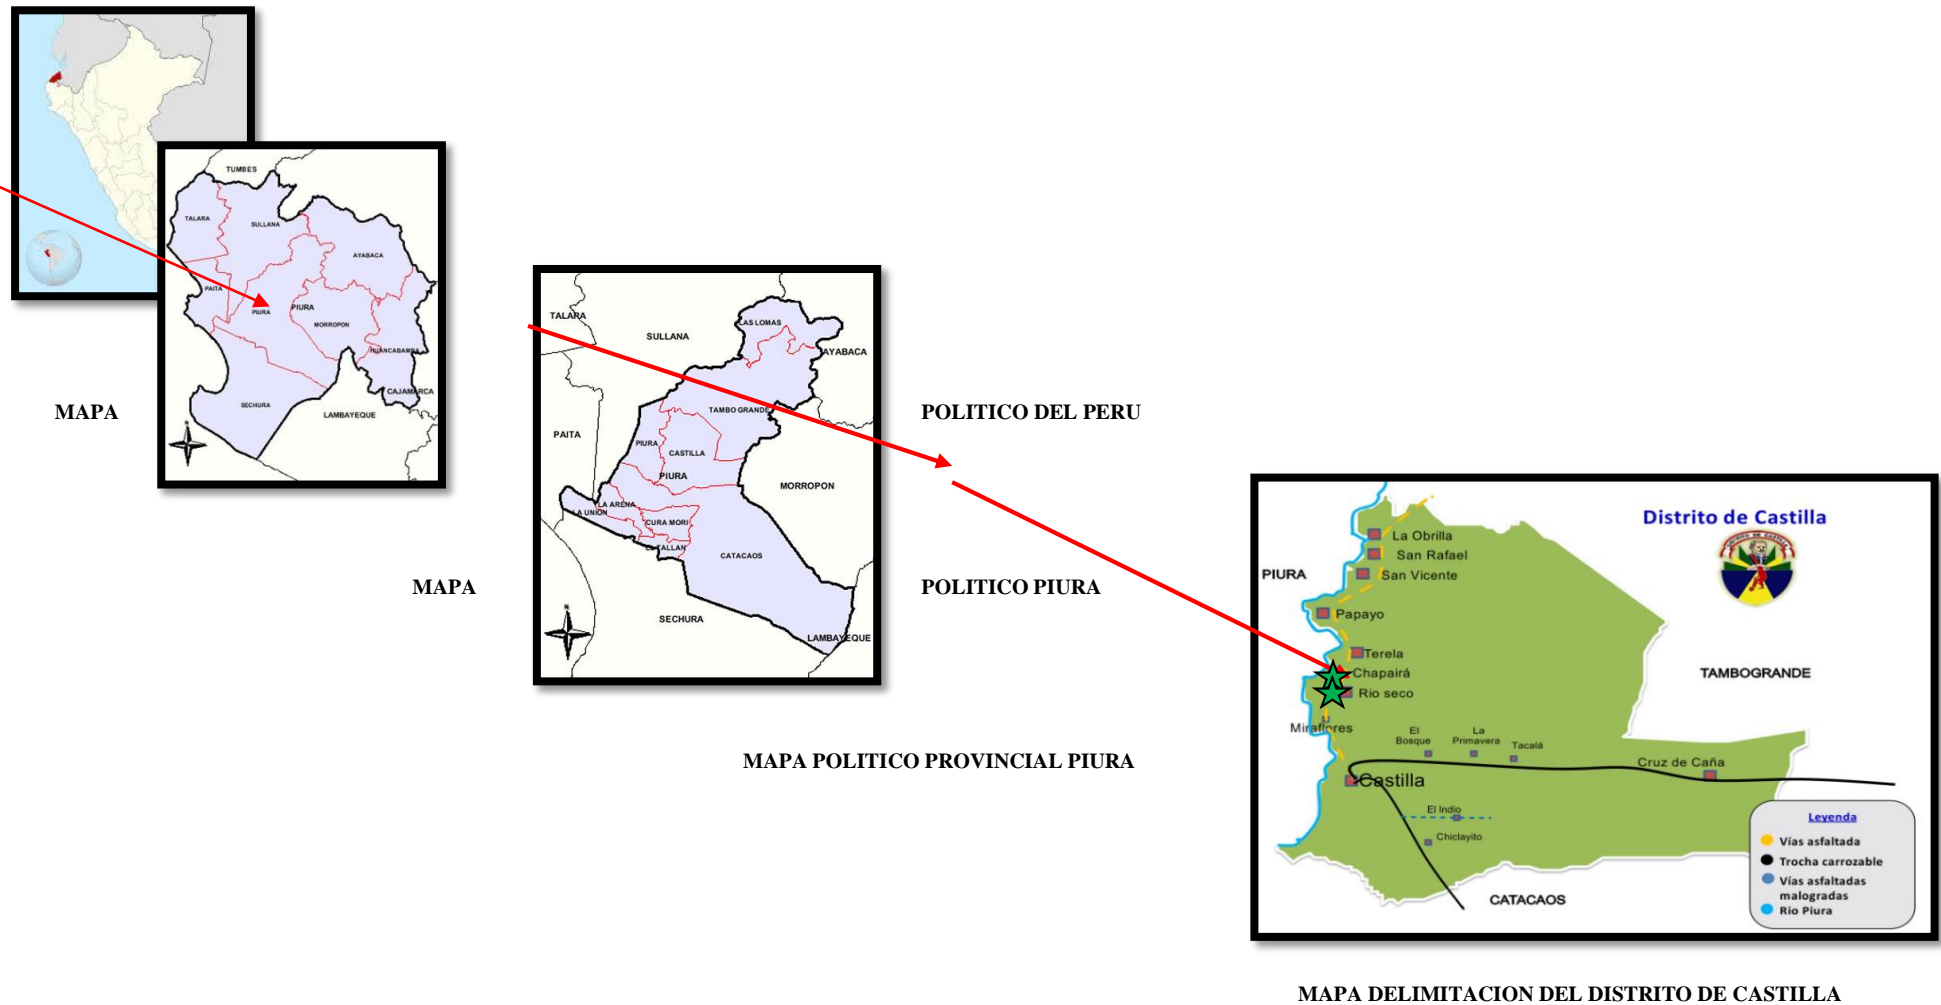 TUMBES
TALARA
SULLANA
AYABACA
PAITA
PIURA
PIURA
MORROPON
HUANCABAMBA
CAJAMARCA
SECHURA
LAMBAYEQUE
N
MAPA
POLITICO DEL PERU
TALARA
SULLANA
LAS LOMAS
AYABACA
TAMBO GRANDE
PAITA
PIURA
CASTILLA
PIURA
MORROPON
LA ARENA
LA UNION
CURA MORI
EL TALLAN
CATACAOS
SECHURA
LAMBAYEQUE
N
MAPA
POLITICO PIURA
MAPA POLITICO PROVINCIAL PIURA
Distrito de Castilla
DISTRITO DE CASTILLA
La Obrilla
San Rafael
San Vicente
PIURA
Papayo
Terela
Chapairá
Rio seco
TAMBOGRANDE
Miraflores
El
Bosque
La
Primavera
Tacalá
Cruz de Caña
Castilla
El Indio
Chiclayito
CATACAOS
Leyenda
Vías asfaltada
Trocha carrozable
Vías asfaltadas
malogradas
Rio Piura
MAPA DELIMITACION DEL DISTRITO DE CASTILLA